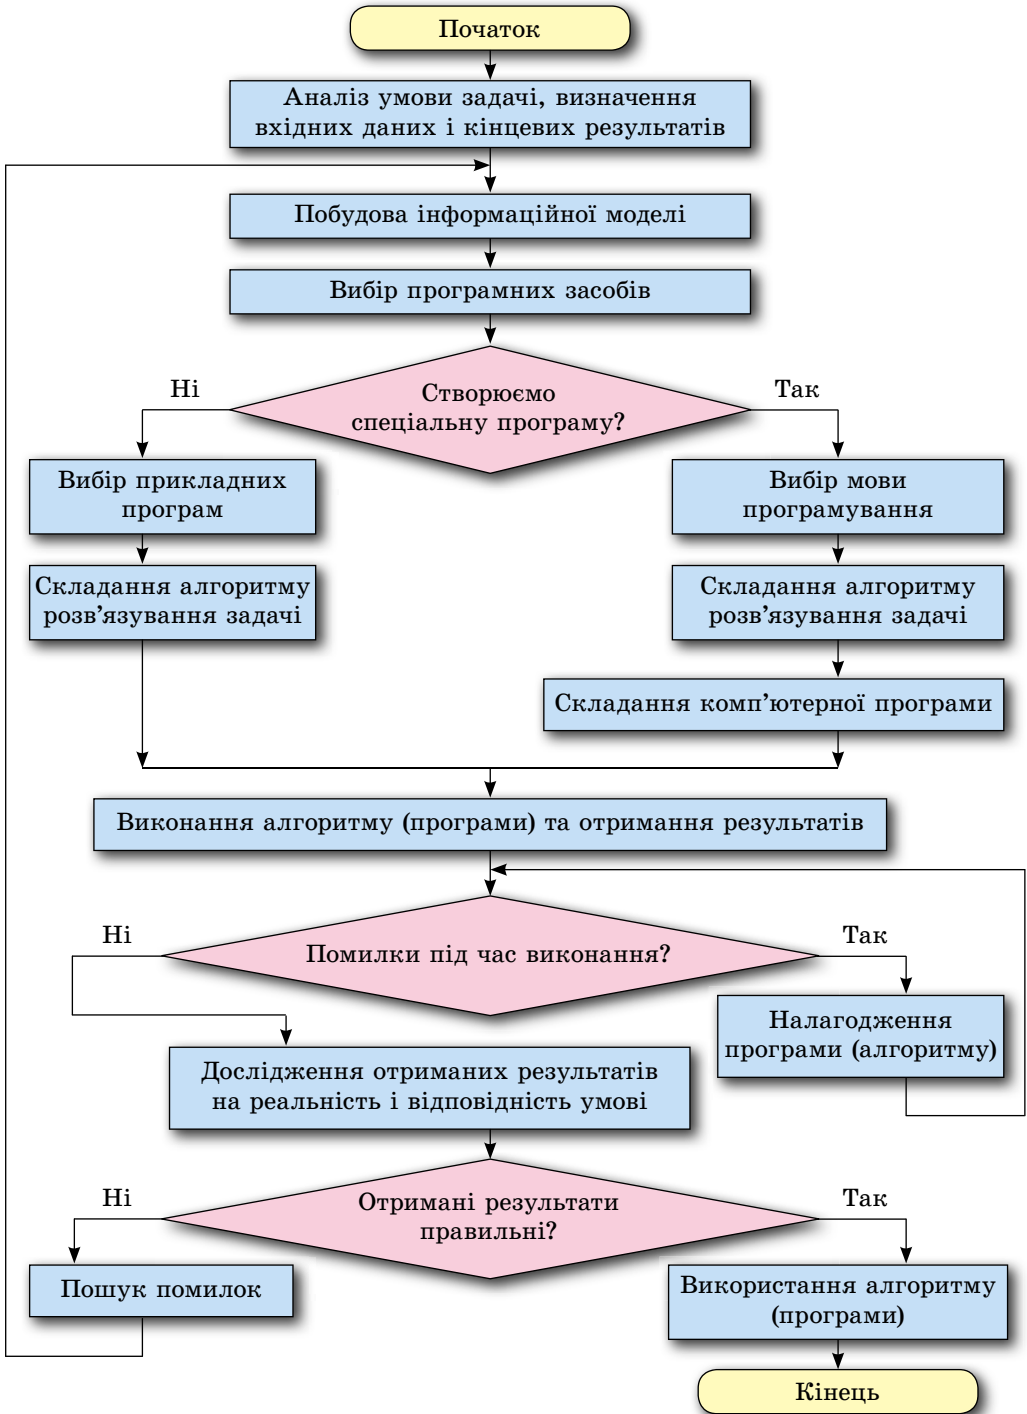 Початок
Аналіз умови задачі, визначення
вхідних даних і кінцевих результатів
Побудова інформаційної моделі
Вибір програмних засобів
Створюємо
спеціальну програму?
Ні
Так
Вибір прикладних
програм
Вибір мови
програмування
Складання алгоритму
розв'язування задачі
Складання алгоритму
розв'язування задачі
Складання комп'ютерної програми
Виконання алгоритму (програми) та отримання результатів
Помилки під час виконання?
Ні
Так
Налагодження
програми (алгоритму)
Дослідження отриманих результатів
на реальність і відповідність умові
Отримані результати
правильні?
Ні
Так
Пошук помилок
Використання алгоритму
(програми)
Кінець